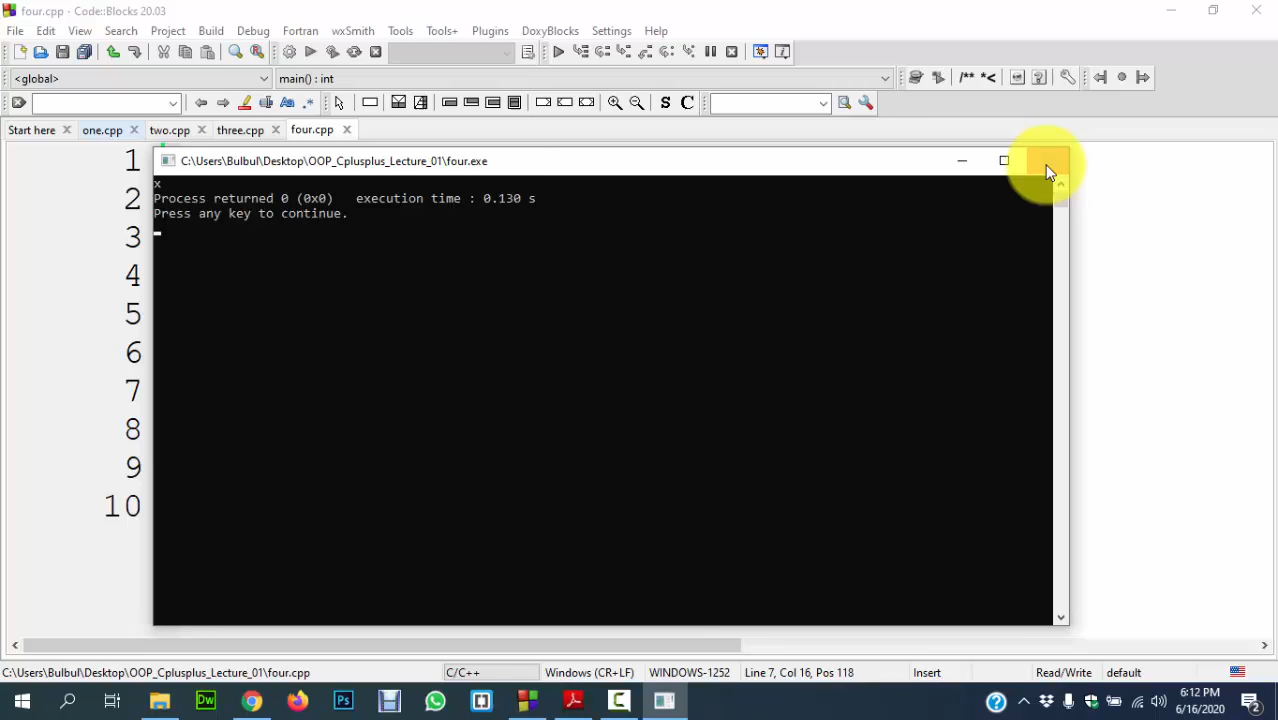 four.cpp - Code::Blocks 20.03
File Edit View Search Project Build Debug Fortran wxSmith Tools Tools+ Plugins DoxyBlocks Settings Help
<global> main() : int
/** *<
.*
S C
Start here one.cpp two.cpp three.cpp four.cpp
C:\Users\Bulbul\Desktop\OOP_Cplusplus_Lecture_01\four.exe
x
Process returned 0 (0x0)   execution time : 0.130 s
Press any key to continue.
1
2
3
4
5
6
7
8
9
10
C:\Users\Bulbul\Desktop\OOP_Cplusplus_Lecture_01\four.cpp C/C++ Windows (CR+LF) WINDOWS-1252 Line 7, Col 16, Pos 118 Insert Read/Write default
Dw Ps
6:12 PM
6/16/2020
2